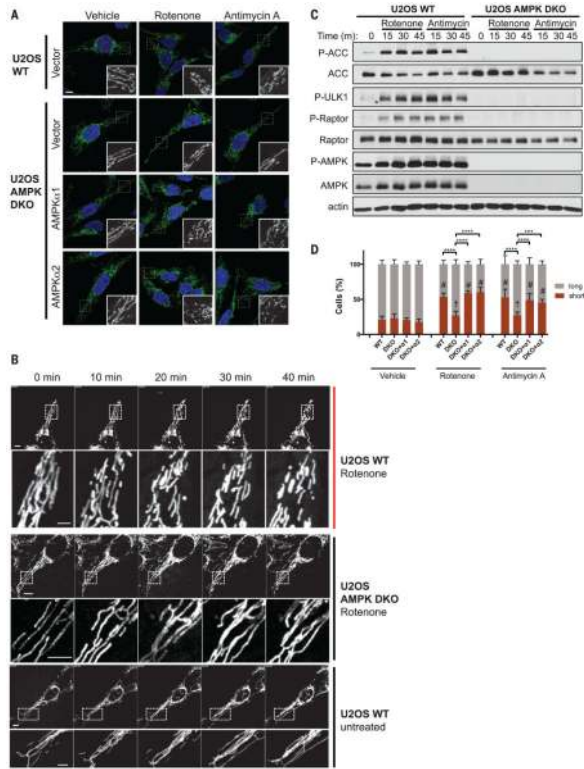 A
Vehicle Rotenone Antimycin A
U2OS WT
Vector
U2OS AMPK DKO
Vector
AMPKα1
AMPKα2
B
0 min 10 min 20 min 30 min 40 min
U2OS WT
Rotenone
U2OS
AMPK DKO
Rotenone
U2OS WT
untreated
C
U2OS WT U2OS AMPK DKO
Rotenone Antimycin Rotenone Antimycin
Time (m): 0 15 30 45 15 30 45 0 15 30 45 15 30 45
P-ACC
ACC
P-ULK1
P-Raptor
Raptor
P-AMPK
AMPK
actin
D
**** **** **** **** **** ***
Cells (%)
100
50
0
long
short
WT DKO DKO+α1 DKO+α2 WT DKO DKO+α1 DKO+α2 WT DKO DKO+α1 DKO+α2
Vehicle Rotenone Antimycin A